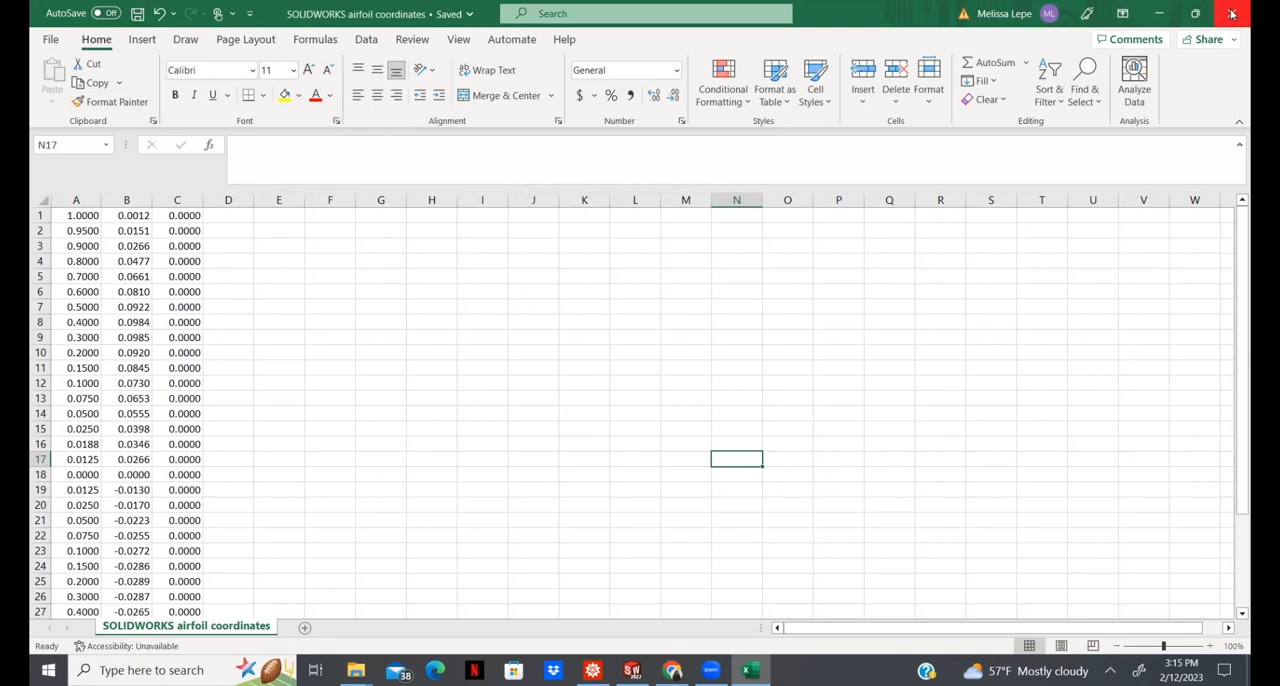 AutoSave Off SOLIDWORKS airfoil coordinates • Saved Search Melissa Lepe ML
File Home Insert Draw Page Layout Formulas Data Review View Automate Help Comments Share
Paste Cut Copy Format Painter Clipboard
Calibri 11 B I U A Font
Wrap Text Merge & Center Alignment
General $ % Number
Conditional Formatting Format as Table Cell Styles Styles
Insert Delete Format Cells
AutoSum Fill Clear Sort & Filter Find & Select Editing
Analyze Data Analysis
N17 fx
A B C D E F G H I J K L M N O P Q R S T U V W
1 1.0000 0.0012 0.0000
2 0.9500 0.0151 0.0000
3 0.9000 0.0266 0.0000
4 0.8000 0.0477 0.0000
5 0.7000 0.0661 0.0000
6 0.6000 0.0810 0.0000
7 0.5000 0.0922 0.0000
8 0.4000 0.0984 0.0000
9 0.3000 0.0985 0.0000
10 0.2000 0.0920 0.0000
11 0.1500 0.0845 0.0000
12 0.1000 0.0730 0.0000
13 0.0750 0.0653 0.0000
14 0.0500 0.0555 0.0000
15 0.0250 0.0398 0.0000
16 0.0188 0.0346 0.0000
17 0.0125 0.0266 0.0000
18 0.0000 0.0000 0.0000
19 0.0125 -0.0130 0.0000
20 0.0250 -0.0170 0.0000
21 0.0500 -0.0223 0.0000
22 0.0750 -0.0255 0.0000
23 0.1000 -0.0272 0.0000
24 0.1500 -0.0286 0.0000
25 0.2000 -0.0289 0.0000
26 0.3000 -0.0287 0.0000
27 0.4000 -0.0265 0.0000
SOLIDWORKS airfoil coordinates
Ready Accessibility: Unavailable 100%
Type here to search 38 SW 2022 57°F Mostly cloudy 3:15 PM
2/12/2023